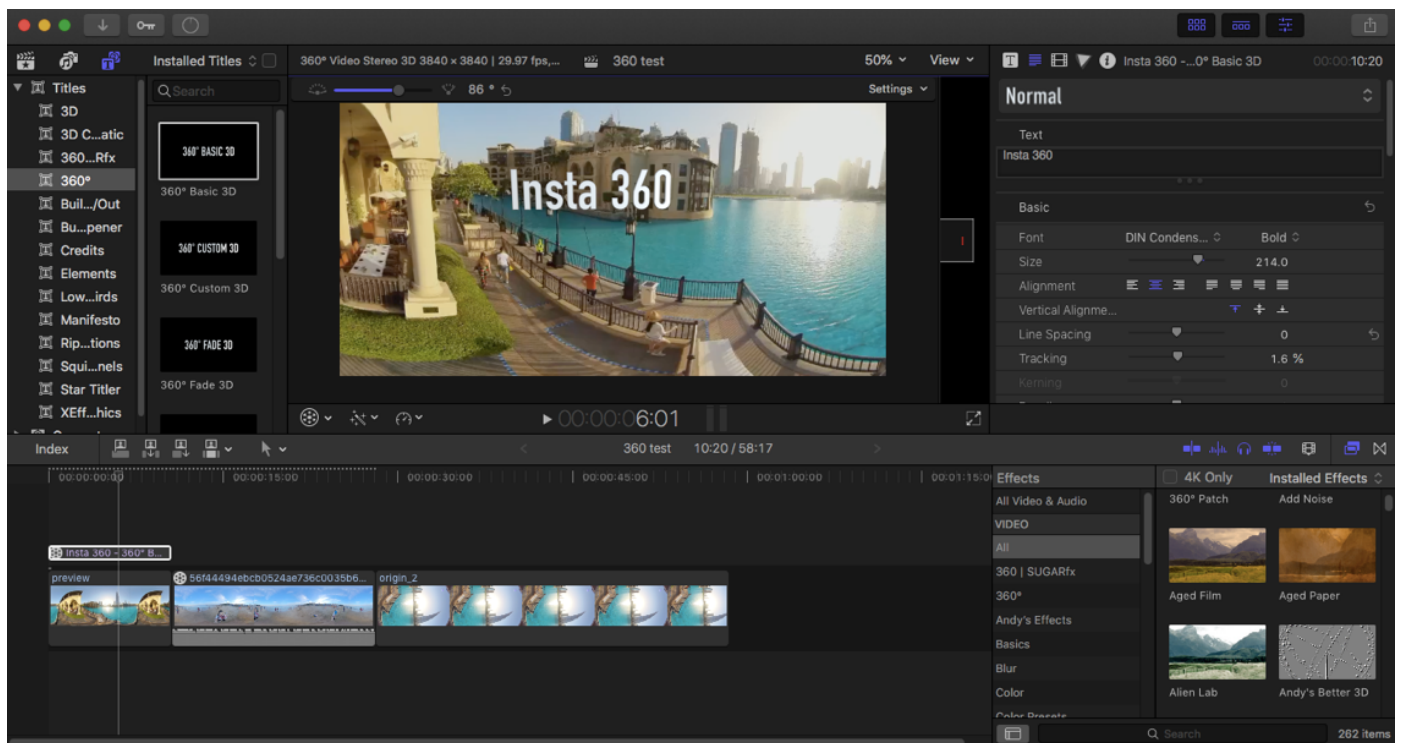 Installed Titles
360° Video Stereo 3D 3840 × 3840 | 29.97 fps,...
360 test
50%
View
Insta 360 -...0° Basic 3D
00:00:10:20
Titles
3D
3D C...atic
360...Rfx
360°
Buil.../Out
Bu...pener
Credits
Elements
Low...irds
Manifesto
Rip...tions
Squi...nels
Star Titler
XEff...hics
Search
360° BASIC 3D
360° Basic 3D
360° CUSTOM 3D
360° Custom 3D
360° FADE 3D
360° Fade 3D
86 °
Settings
Insta 360
00:00:06:01
Normal
Text
Insta 360
Basic
Font DIN Condens... Bold
Size 214.0
Alignment
Vertical Alignme...
Line Spacing 0
Tracking 1.6 %
Kerning 0
Index
360 test 10:20 / 58:17
00:00:00:00 00:00:15:00 00:00:30:00 00:00:45:00 00:01:00:00 00:01:15:0
Insta 360 - 360° B...
preview
56f44494ebcb0524ae736c0035b6...
origin_2
Effects
4K Only
Installed Effects
All Video & Audio
VIDEO
All
360 | SUGARfx
360°
Andy's Effects
Basics
Blur
Color
Color Presets
360° Patch
Add Noise
Aged Film
Aged Paper
Alien Lab
Andy's Better 3D
Search
262 items